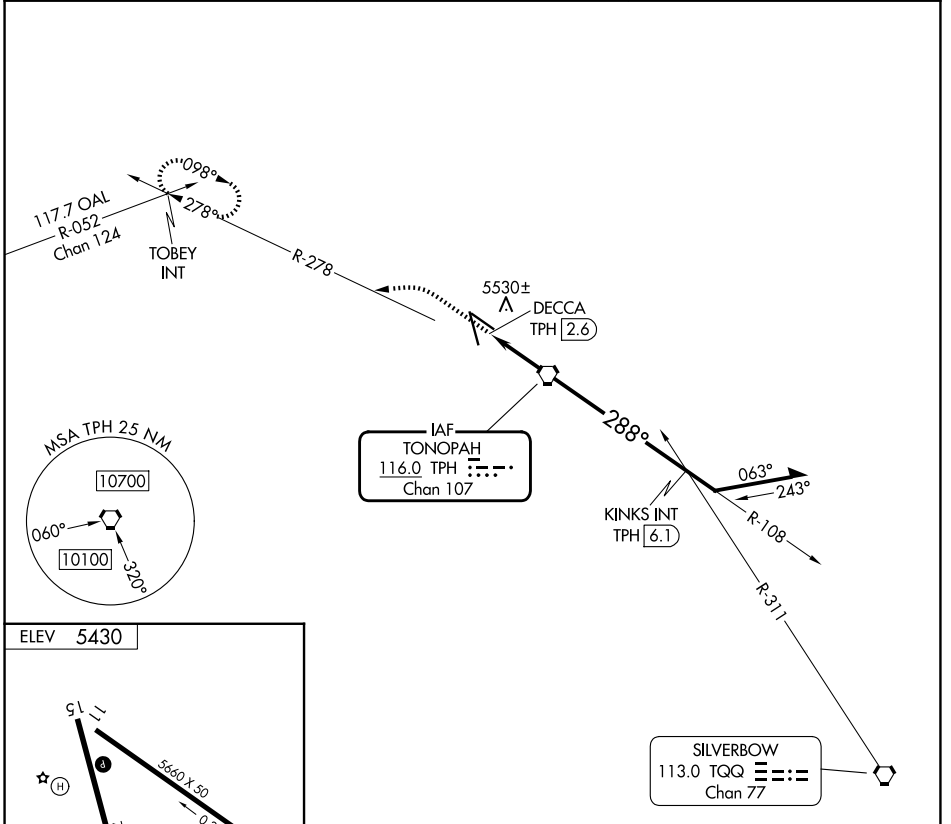 098°
278°
117.7 OAL
R-052
Chan 124
TOBEY
INT
R-278
5530±
DECCA
TPH 2.6
IAF
TONOPAH
116.0 TPH
Chan 107
288°
063°
243°
KINKS INT
TPH 6.1
R-108
R-311
MSA TPH 25 NM
10700
060°
10100
320°
ELEV 5430
15
11
P
H
5660 X 50
SILVERBOW
113.0 TQQ
Chan 77